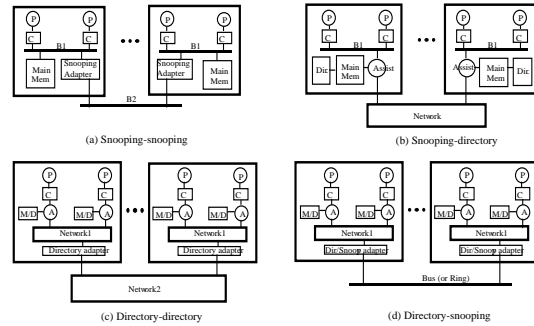 P P P P
C C C C
B1 B1
Main Mem Snooping Adapter Snooping Adapter Main Mem
B2
(a) Snooping-snooping
P P P P
C C C C
B1 B1
Dir. Main Mem Assist Assist Main Mem Dir.
Network
(b) Snooping-directory
P P P P
C C C C
M/D A M/D A M/D A M/D A
Network1 Network1
Directory adapter Directory adapter
Network2
(c) Directory-directory
P P P P
C C C C
M/D A M/D A M/D A M/D A
Network1 Network1
Dir/Snoop adapter Dir/Snoop adapter
Bus (or Ring)
(d) Directory-snooping